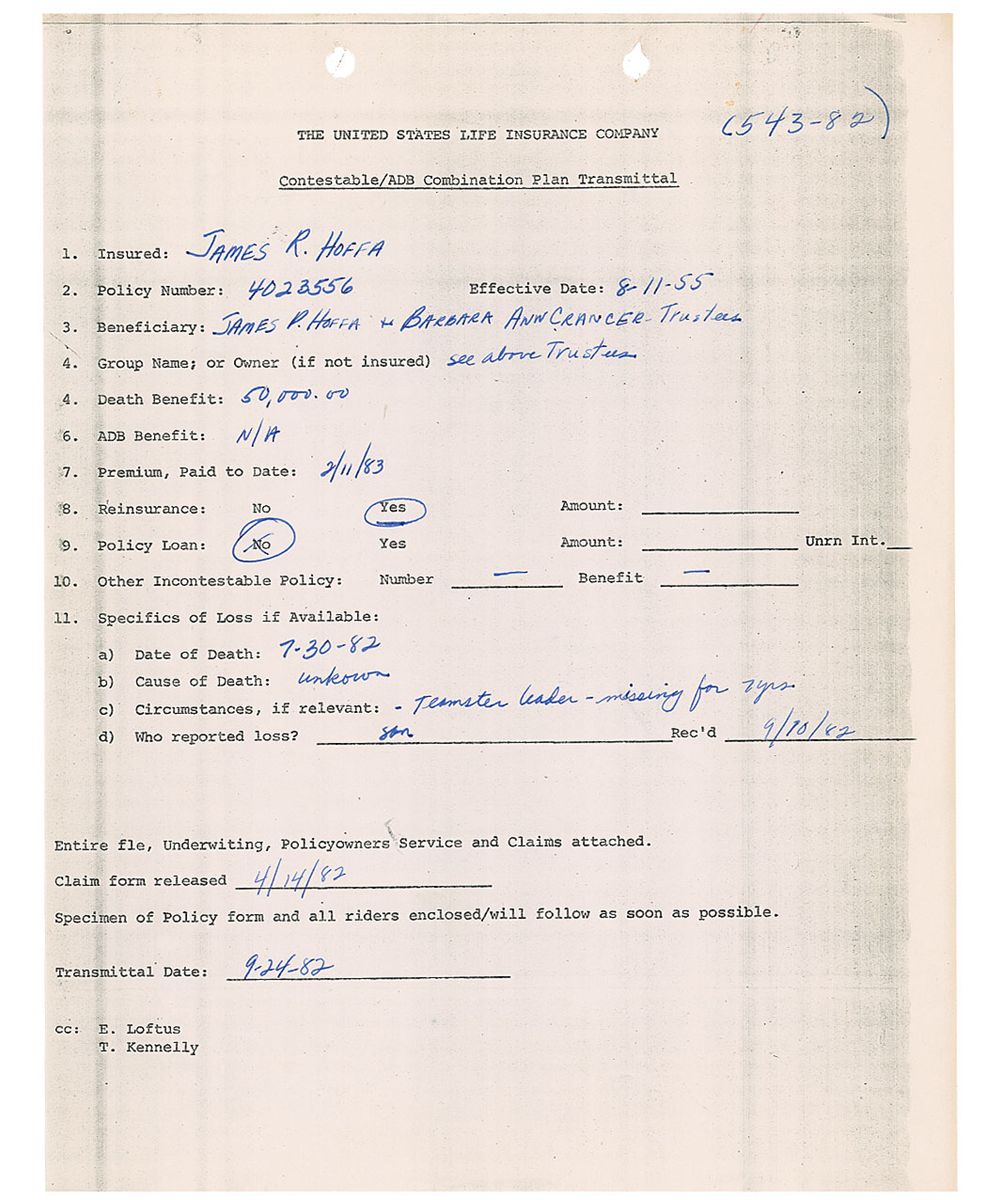 (543-82)
THE UNITED STATES LIFE INSURANCE COMPANY
Contestable/ADB Combination Plan Transmittal
1. Insured: JAMES R. HOFFA
2. Policy Number: 4023556 Effective Date: 8-11-55
3. Beneficiary: JAMES P. HOFFA + BARBARA ANN CRANCER - Trustees
4. Group Name; or Owner (if not insured) see above Trustees
4. Death Benefit: 50,000.00
6. ADB Benefit: N/A
7. Premium, Paid to Date: 2/11/83
8. Reinsurance: No Yes Amount:
9. Policy Loan: No Yes Amount: Unrn Int.
10. Other Incontestable Policy: Number — Benefit —
11. Specifics of Loss if Available:
a) Date of Death: 7-30-82
b) Cause of Death: unkown
c) Circumstances, if relevant: - Teamster leader - missing for 7yrs
d) Who reported loss? son Rec'd 9/10/82
Entire fle, Underwiting, Policyowners Service and Claims attached.
Claim form released 4/14/82
Specimen of Policy form and all riders enclosed/will follow as soon as possible.
Transmittal Date: 9-24-82
cc: E. Loftus
T. Kennelly